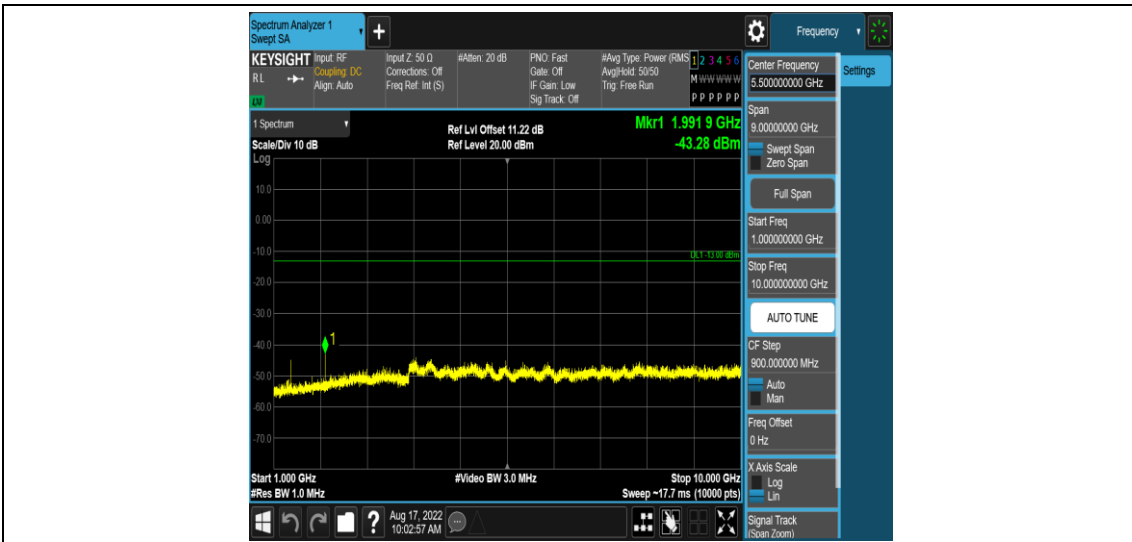 Spectrum Analyzer 1
Swept SA
+
Frequency
KEYSIGHT
RL
LXI
Input: RF
Coupling: DC
Align: Auto
Input Z: 50 Ω
Corrections: Off
Freq Ref: Int (S)
#Atten: 20 dB
PNO: Fast
Gate: Off
IF Gain: Low
Sig Track: Off
#Avg Type: Power (RMS
Avg|Hold: 50/50
Trig: Free Run
1 2 3 4 5 6
M W W W W W
P P P P P P
Center Frequency
5.500000000 GHz
Settings
Span
9.00000000 GHz
Swept Span
Zero Span
Full Span
Start Freq
1.000000000 GHz
Stop Freq
10.000000000 GHz
AUTO TUNE
CF Step
900.000000 MHz
Auto
Man
Freq Offset
0 Hz
X Axis Scale
Log
Lin
Signal Track
(Span Zoom)
1 Spectrum
Scale/Div 10 dB
Ref Lvl Offset 11.22 dB
Ref Level 20.00 dBm
Mkr1 1.991 9 GHz
-43.28 dBm
Log
10.0
0.00
-10.0
DL1 -13.00 dBm
-20.0
-30.0
1
-40.0
-50.0
-60.0
-70.0
Start 1.000 GHz
#Video BW 3.0 MHz
Stop 10.000 GHz
#Res BW 1.0 MHz
Sweep ~17.7 ms (10000 pts)
?
Aug 17, 2022
10:02:57 AM